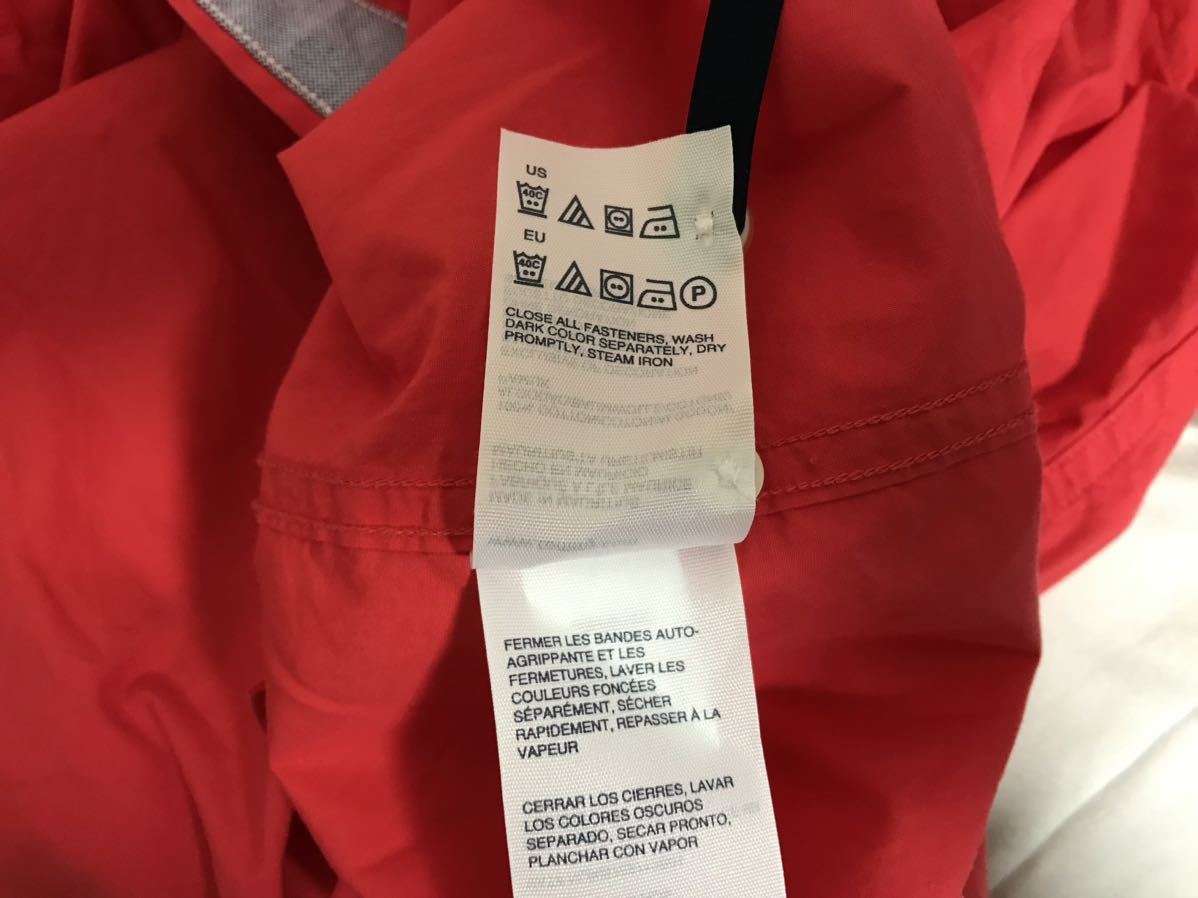 US
40C
EU
40C
P
CLOSE ALL FASTENERS, WASH
DARK COLOR SEPARATELY, DRY
PROMPTLY, STEAM IRON
FERMER LES BANDES AUTO-
AGRIPPANTE ET LES
FERMETURES, LAVER LES
COULEURS FONCÉES
SÉPARÉMENT, SÉCHER
RAPIDEMENT, REPASSER À LA
VAPEUR
CERRAR LOS CIERRES, LAVAR
LOS COLORES OSCUROS
SEPARADO, SECAR PRONTO,
PLANCHAR CON VAPOR